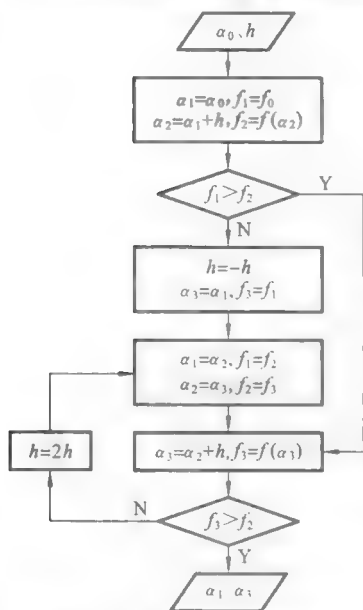 α₀、h
α₁=α₀, f₁=f₀
α₂=α₁+h, f₂=f(α₂)
f₁>f₂
Y
N
h=-h
α₃=α₁, f₃=f₁
α₁=α₂, f₁=f₂
α₂=α₃, f₂=f₃
h=2h
α₃=α₂+h, f₃=f(α₃)
N
f₃>f₂
Y
α₁ α₃